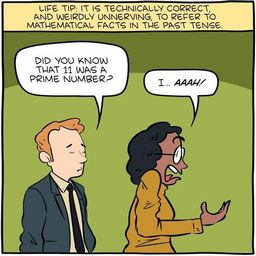 LIFE TIP: IT IS TECHNICALLY CORRECT,
AND WEIRDLY UNNERVING, TO REFER TO
MATHEMATICAL FACTS IN THE PAST TENSE.
DID YOU KNOW
THAT 11 WAS A
PRIME NUMBER?
I... AAAH!